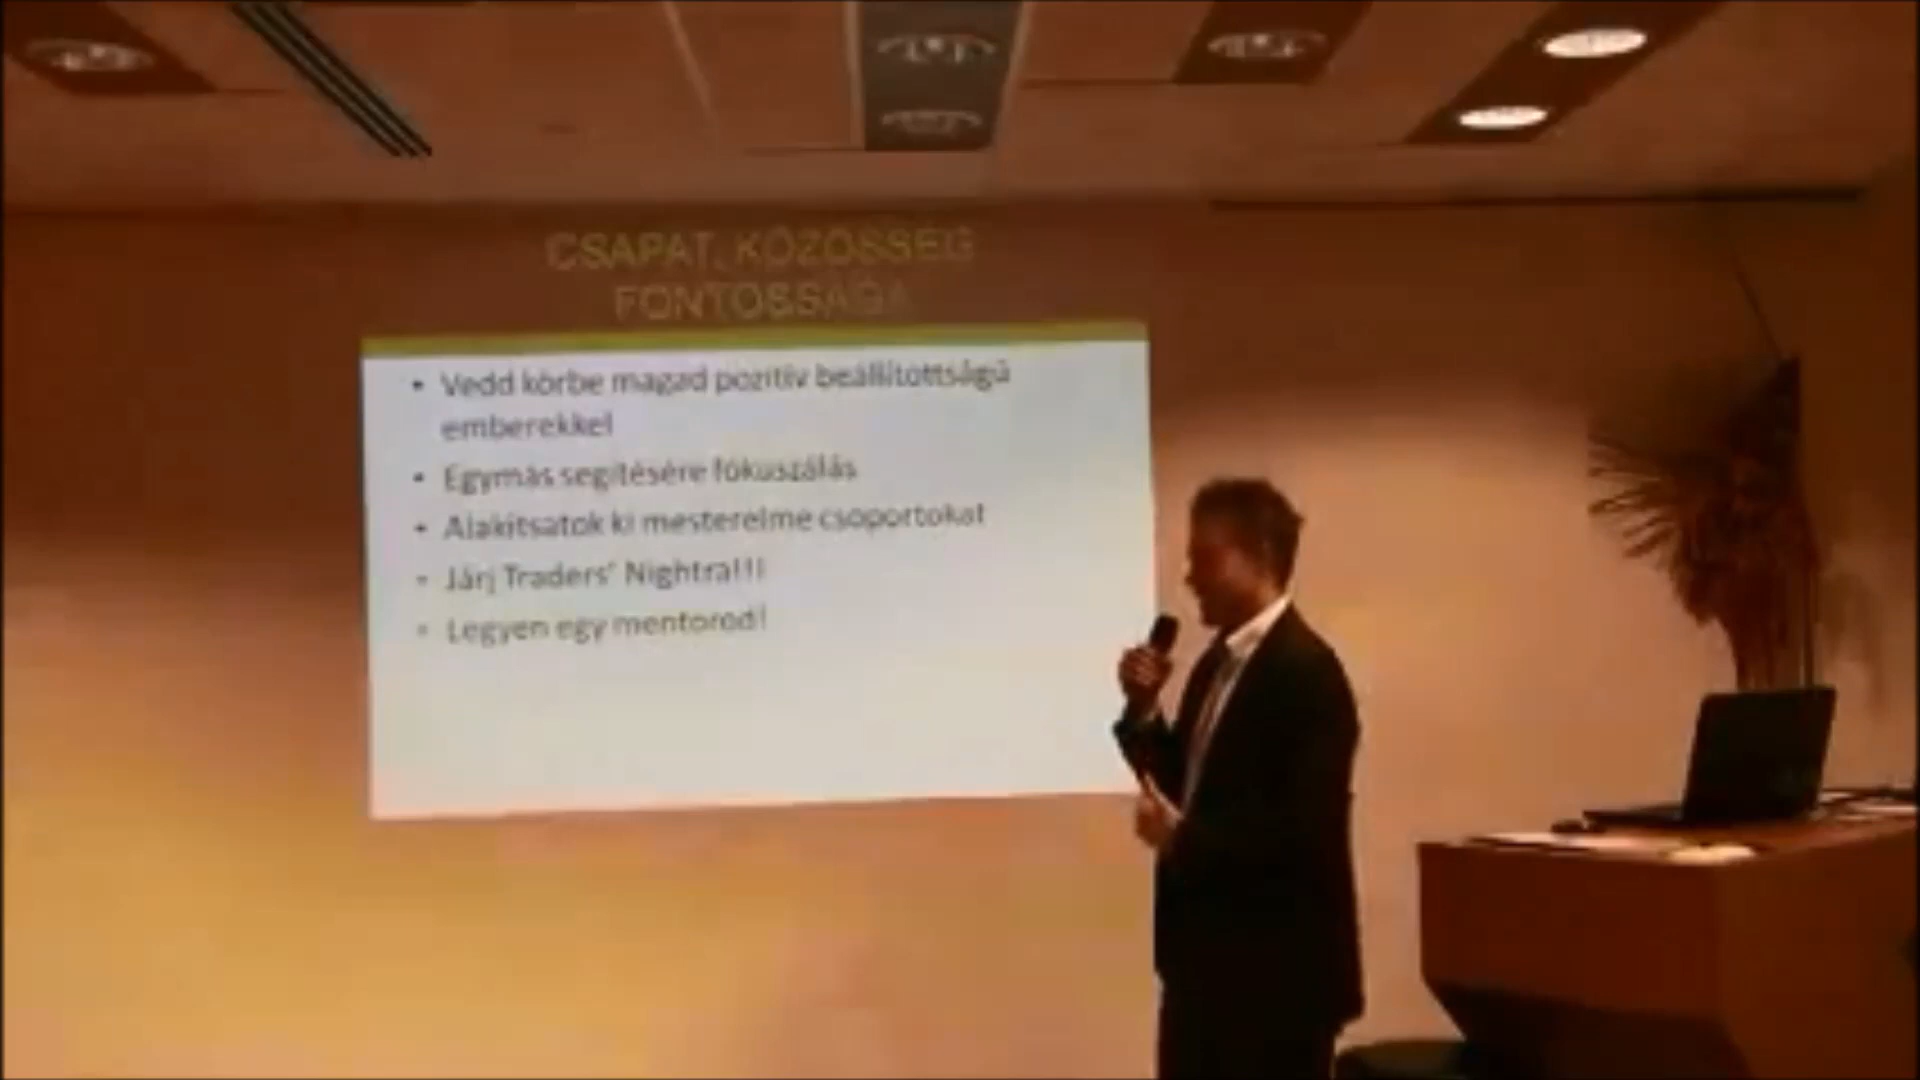 CSAPAT, KÖZÖSSÉG
FONTOSSÁGA
• Vedd körbe magad pozitív beállítottságú
emberekkel
• Egymás segítésére fókuszálás
• Alakítsatok ki mesterelme csoportokat
• Járj Traders' Nightra!!!
• Legyen egy mentorod!